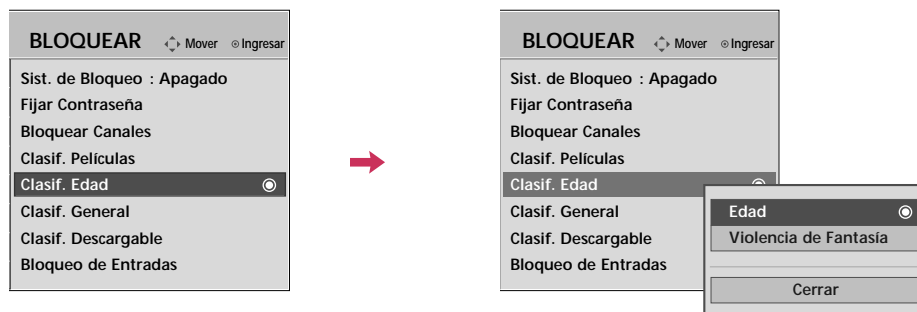 BLOQUEAR Mover Ingresar
Sist. de Bloqueo : Apagado
Fijar Contraseña
Bloquear Canales
Clasif. Películas
Clasif. Edad
Clasif. General
Clasif. Descargable
Bloqueo de Entradas
BLOQUEAR Mover Ingresar
Sist. de Bloqueo : Apagado
Fijar Contraseña
Bloquear Canales
Clasif. Películas
Clasif. Edad
Clasif. General
Clasif. Descargable
Bloqueo de Entradas
Edad
Violencia de Fantasía
Cerrar